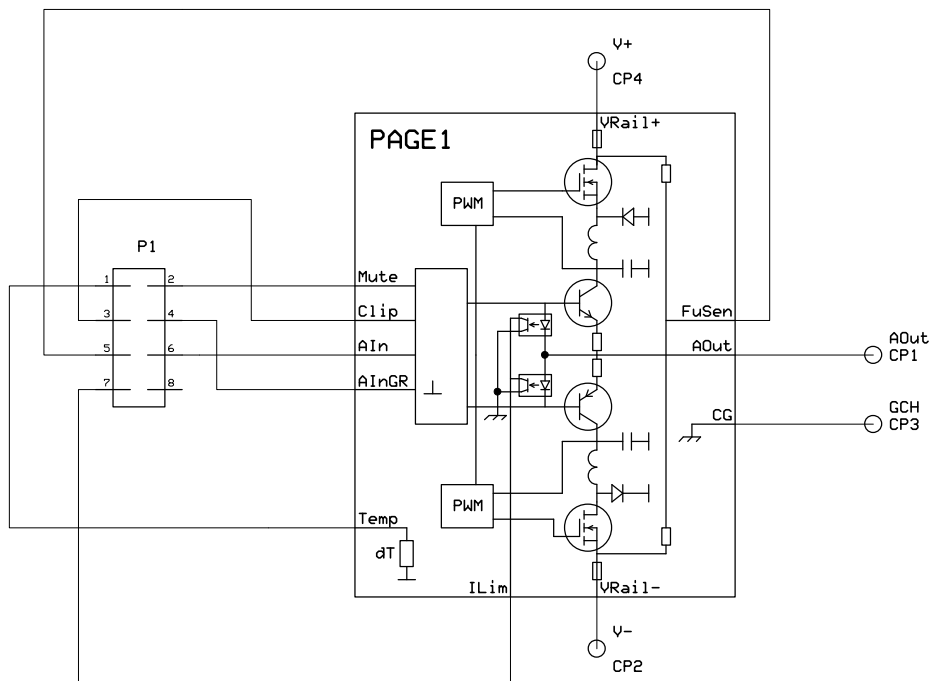 V+
CP4
VRail+
PAGE1
PWM
P1
1 2
3 4
5 6
7 8
Mute
Clip
AIn
AInGR
FuSen
AOut
AOut
CP1
CG
GCH
CP3
PWM
Temp
dT
ILim
VRail-
V-
CP2